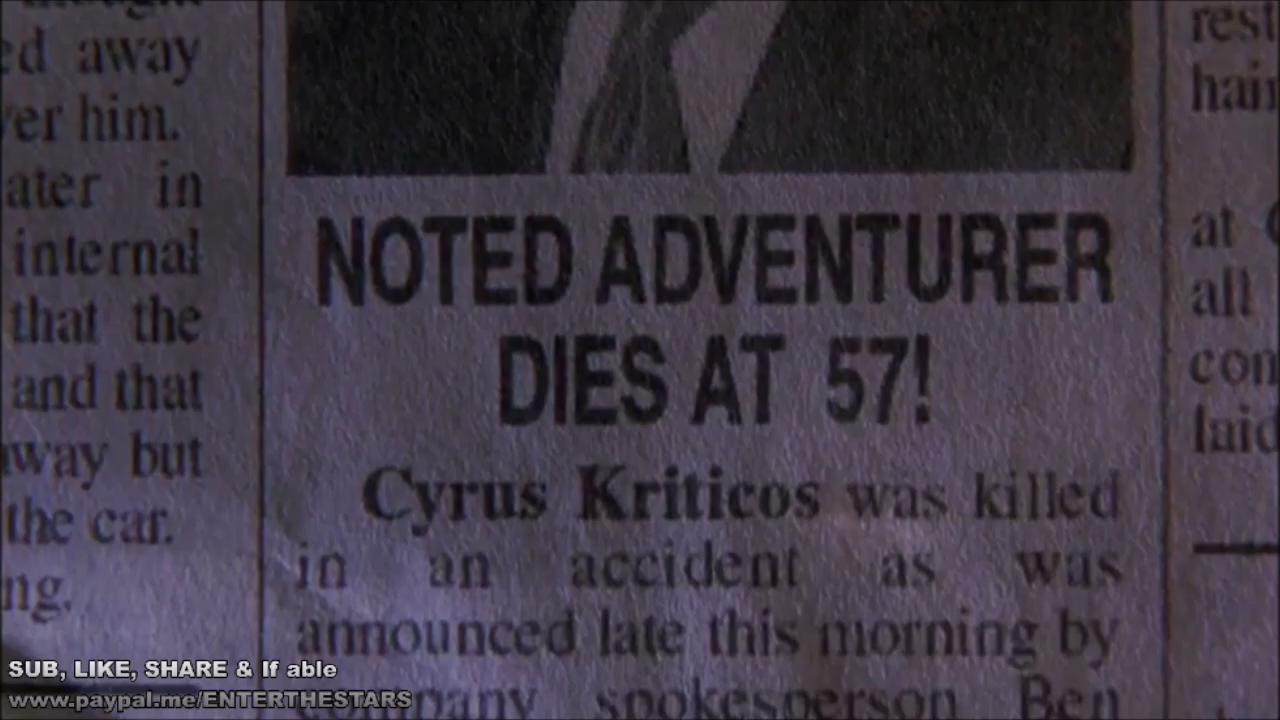 ed away
ver him.
ater in
internal
that the
and that
away but
the car.
ng.
NOTED ADVENTURER
DIES AT 57!
Cyrus Kriticos was killed
in an accident as was
announced late this morning by
company spokesperson Ben
rest
hair
at
all
con
laid
SUB, LIKE, SHARE & If able
www.paypal.me/ENTERTHESTARS